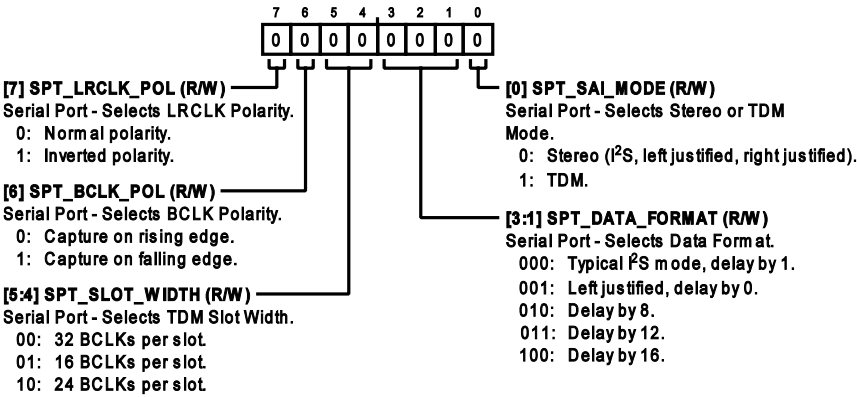 7 6 5 4 3 2 1 0
0 0 0 0 0 0 0 0
[7] SPT_LRCLK_POL (R/W)
Serial Port - Selects LRCLK Polarity.
0: Normal polarity.
1: Inverted polarity.
[6] SPT_BCLK_POL (R/W)
Serial Port - Selects BCLK Polarity.
0: Capture on rising edge.
1: Capture on falling edge.
[5:4] SPT_SLOT_WIDTH (R/W)
Serial Port - Selects TDM Slot Width.
00: 32 BCLKs per slot.
01: 16 BCLKs per slot.
10: 24 BCLKs per slot.
[0] SPT_SAI_MODE (R/W)
Serial Port - Selects Stereo or TDM
Mode.
0: Stereo (I²S, left justified, right justified).
1: TDM.
[3:1] SPT_DATA_FORMAT (R/W)
Serial Port - Selects Data Format.
000: Typical I²S mode, delay by 1.
001: Left justified, delay by 0.
010: Delay by 8.
011: Delay by 12.
100: Delay by 16.